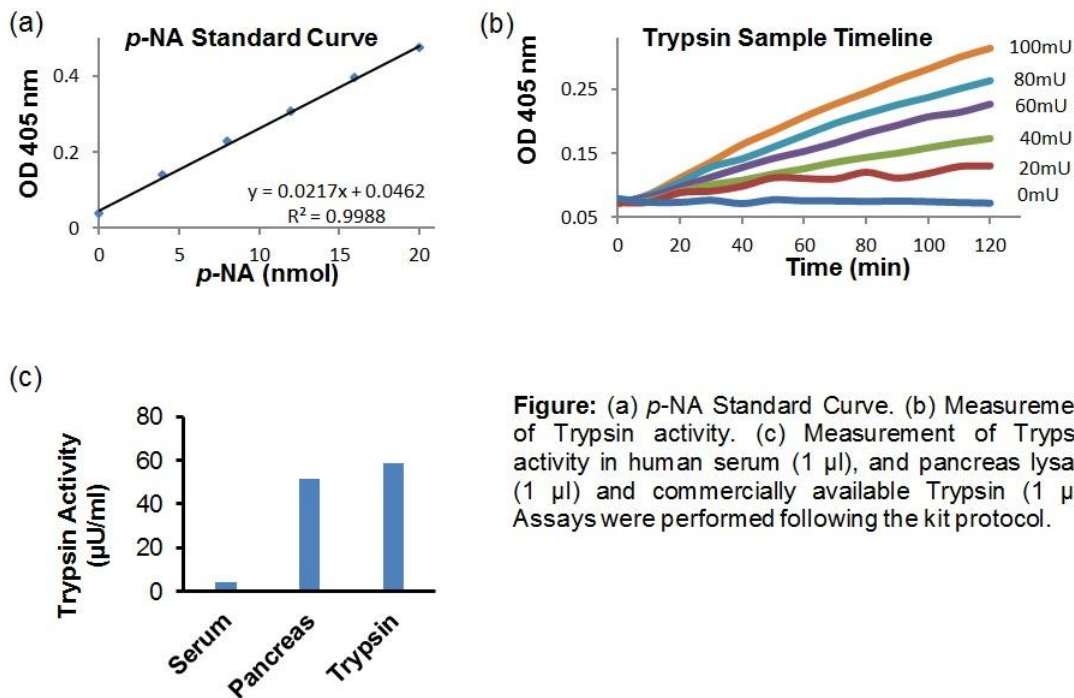 (a)
p-NA Standard Curve
OD 405 nm
0.4
0.2
0
y = 0.0217x + 0.0462
R² = 0.9988
0 5 10 15 20
p-NA (nmol)
(b)
Trypsin Sample Timeline
OD 405 nm
0.25
0.15
0.05
100mU
80mU
60mU
40mU
20mU
0mU
0 20 40 60 80 100 120
Time (min)
(c)
Trypsin Activity
(µU/ml)
80
60
40
20
0
Serum
Pancreas
Trypsin
Figure: (a) p-NA Standard Curve. (b) Measureme
of Trypsin activity. (c) Measurement of Tryps
activity in human serum (1 µl), and pancreas lysa
(1 µl) and commercially available Trypsin (1 µ
Assays were performed following the kit protocol.